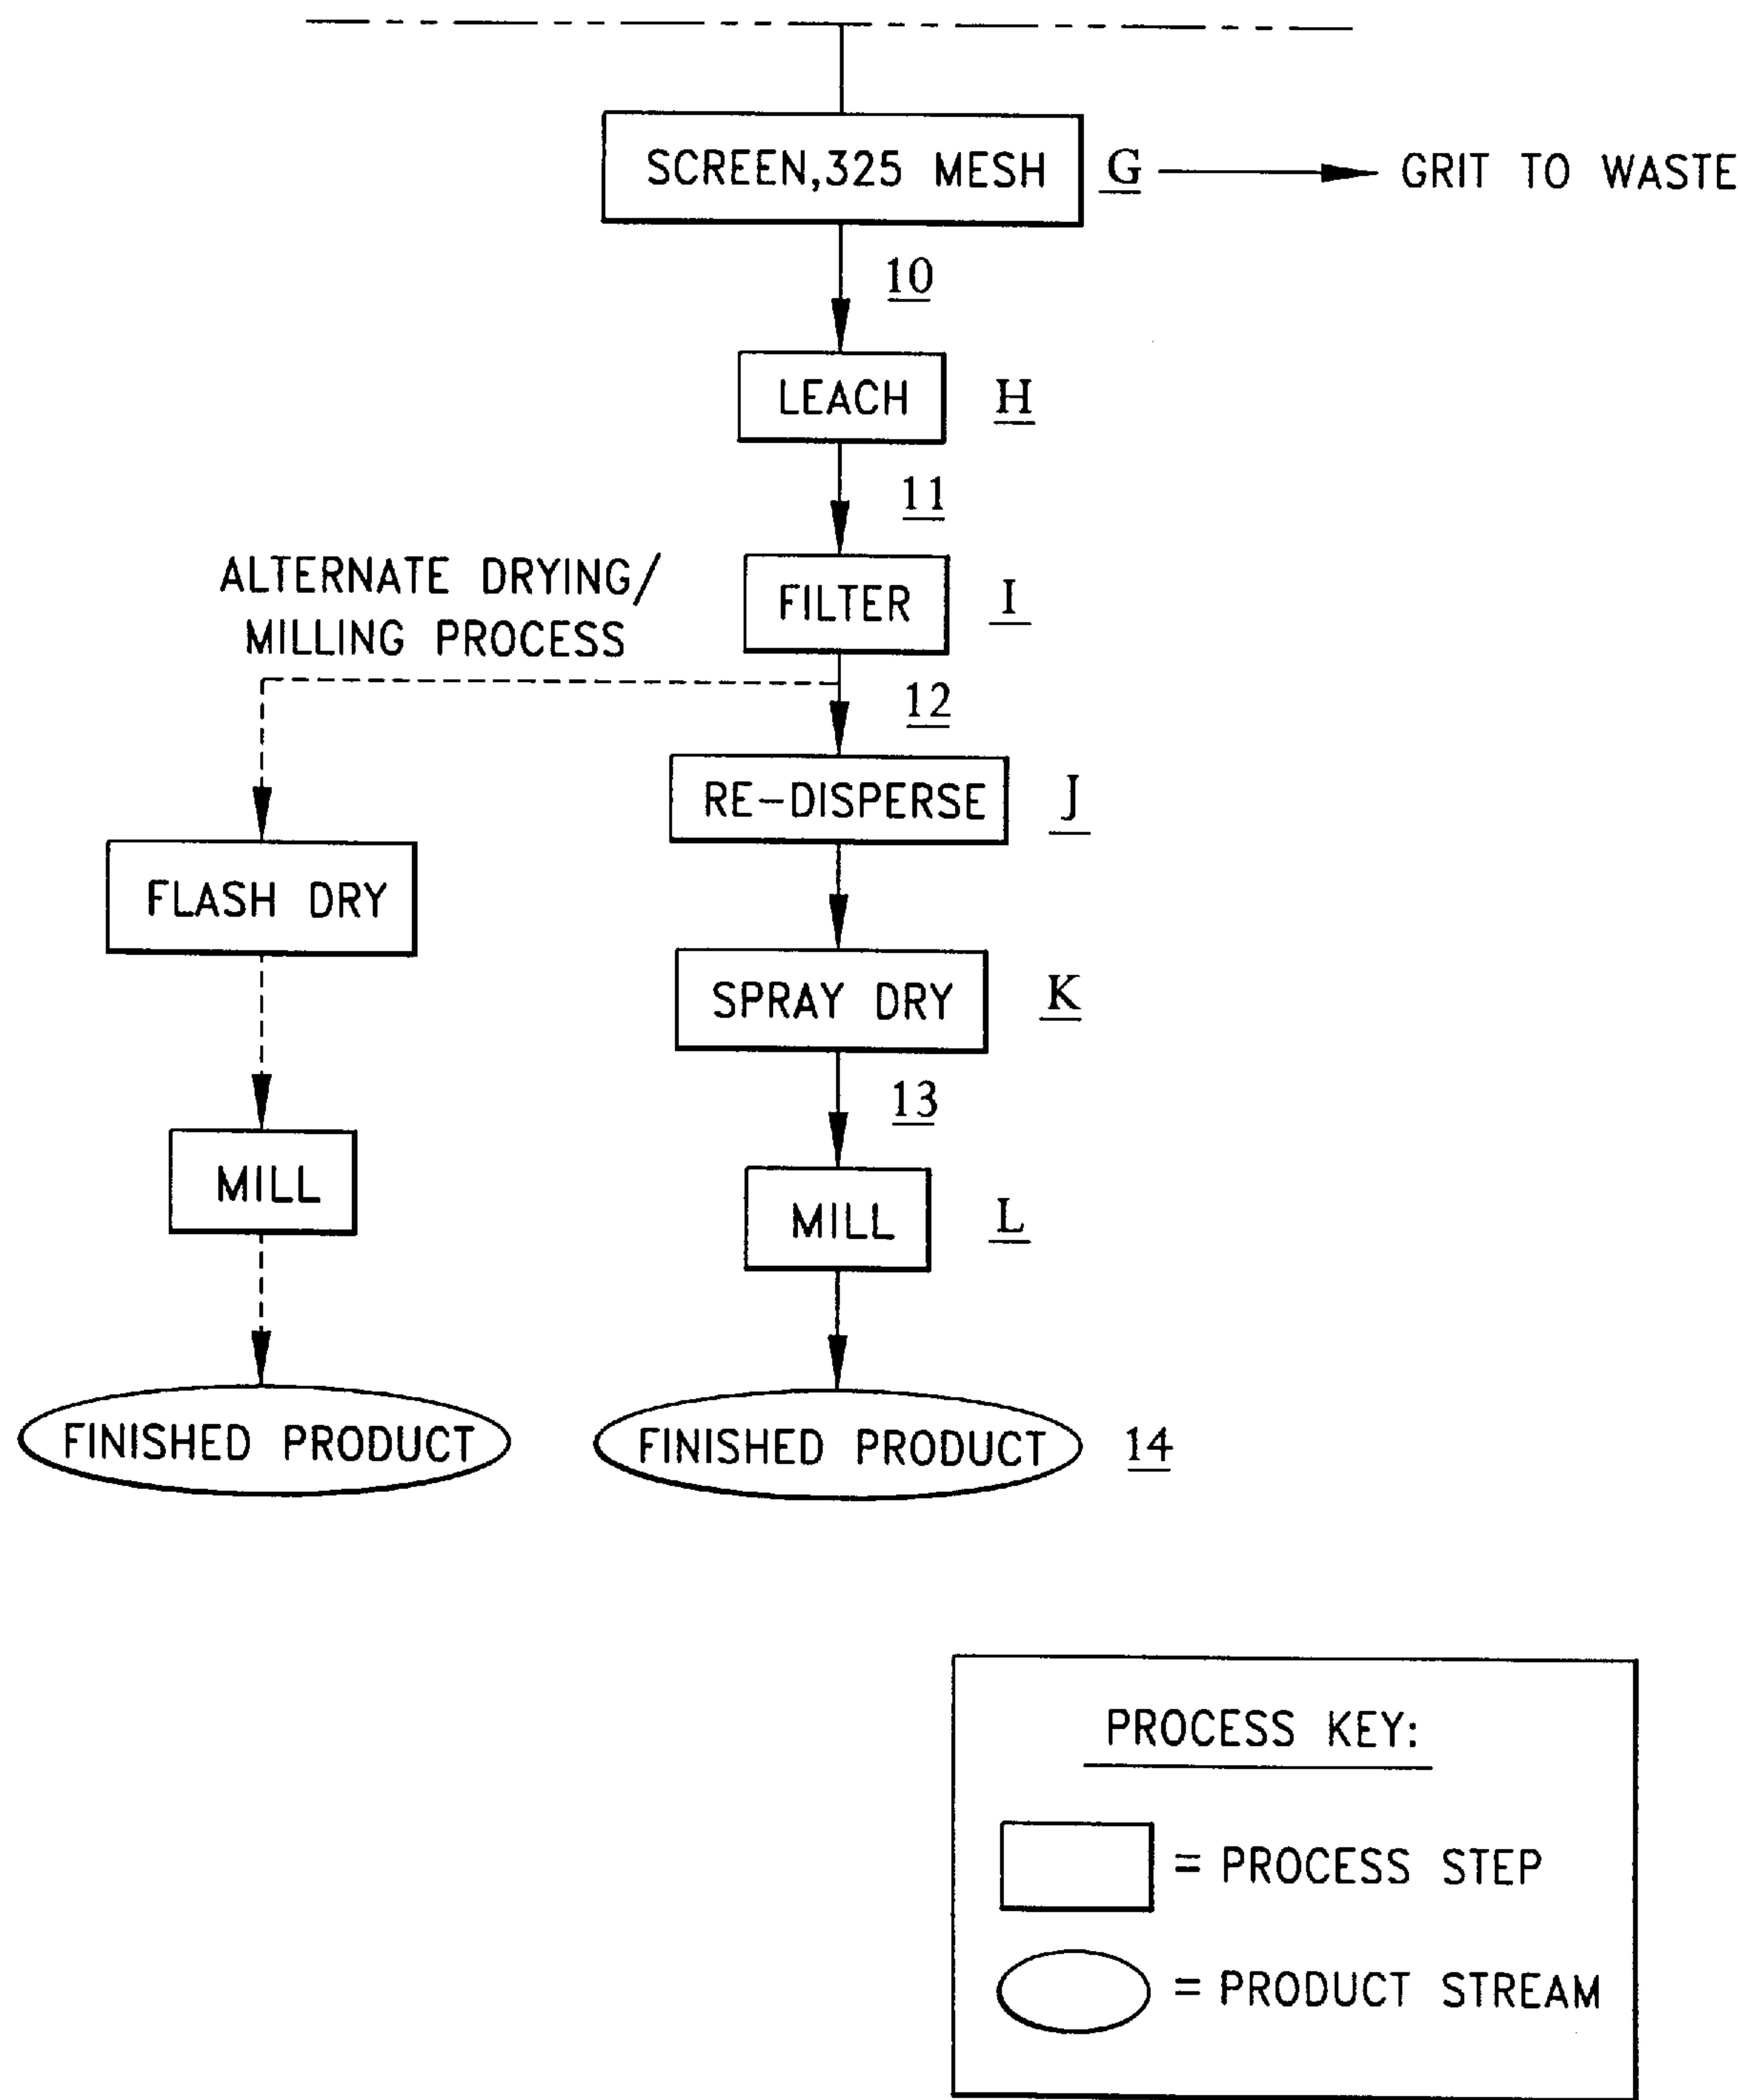 SCREEN,325 MESH
G
GRIT TO WASTE
10
LEACH
H
11
ALTERNATE DRYING/
MILLING PROCESS
FILTER
I
12
RE-DISPERSE
J
FLASH DRY
SPRAY DRY
K
13
MILL
MILL
L
FINISHED PRODUCT
FINISHED PRODUCT
14
PROCESS KEY:
= PROCESS STEP
= PRODUCT STREAM